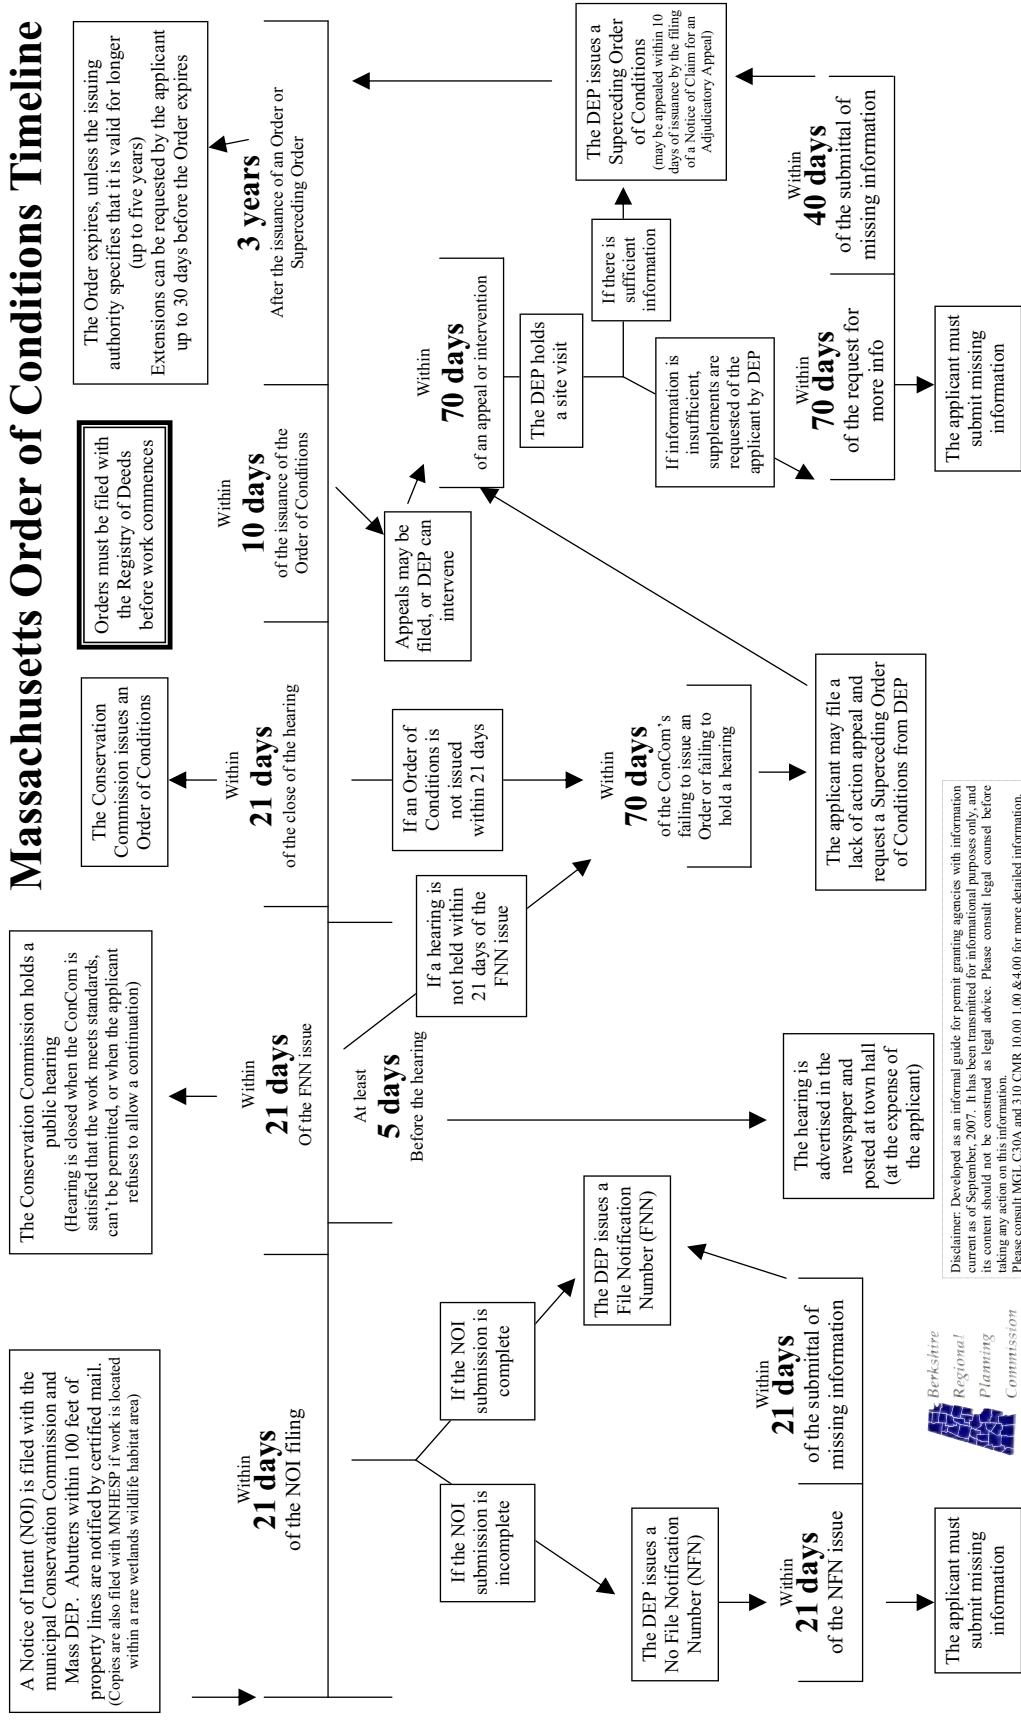 Massachusetts Order of Conditions Timeline
A Notice of Intent (NOI) is filed with the
municipal Conservation Commission and
Mass DEP. Abutters within 100 feet of
property lines are notified by certified mail.
(Copies are also filed with MNHESP if work is located
within a rare wetlands wildlife habitat area)
The Conservation Commission holds a
public hearing
(Hearing is closed when the ConCom is
satisfied that the work meets standards,
can't be permitted, or when the applicant
refuses to allow a continuation)
The Conservation
Commission issues an
Order of Conditions
Orders must be filed with
the Registry of Deeds
before work commences
The Order expires, unless the issuing
authority specifies that it is valid for longer
(up to five years)
Extensions can be requested by the applicant
up to 30 days before the Order expires
Within
21 days
of the NOI filing
Within
21 days
Of the FNN issue
Within
21 days
of the close of the hearing
Within
10 days
of the issuance of the
Order of Conditions
3 years
After the issuance of an Order or
Superceding Order
At least
5 days
Before the hearing
If the NOI
submission is
incomplete
If the NOI
submission is
complete
If a hearing is
not held within
21 days of the
FNN issue
If an Order of
Conditions is
not issued
within 21 days
Appeals may be
filed, or DEP can
intervene
Within
70 days
of an appeal or intervention
The DEP holds
a site visit
If there is
sufficient
information
The DEP issues a
Superceding Order
of Conditions
(may be appealed within 10
days of issuance by the filing
of a Notice of Claim for an
Adjudicatory Appeal)
The DEP issues a
No File Notification
Number (NFN)
The DEP issues a
File Notification
Number (FNN)
Within
70 days
of the ConCom's
failing to issue an
Order or failing to
hold a hearing
If information is
insufficient,
supplements are
requested of the
applicant by DEP
Within
21 days
of the NFN issue
Within
21 days
of the submittal of
missing information
The hearing is
advertised in the
newspaper and
posted at town hall
(at the expense of
the applicant)
The applicant may file a
lack of action appeal and
request a Superceding Order
of Conditions from DEP
Within
70 days
of the request for
more info
Within
40 days
of the submittal of
missing information
The applicant must
submit missing
information
The applicant must
submit missing
information
Berkshire
Regional
Planning
Commission
Disclaimer: Developed as an informal guide for permit granting agencies with information
current as of September, 2007. It has been transmitted for informational purposes only, and
its content should not be construed as legal advice. Please consult legal counsel before
taking any action on this information.
Please consult MGL C30A and 310 CMR 10.00 1.00 &4.00 for more detailed information.